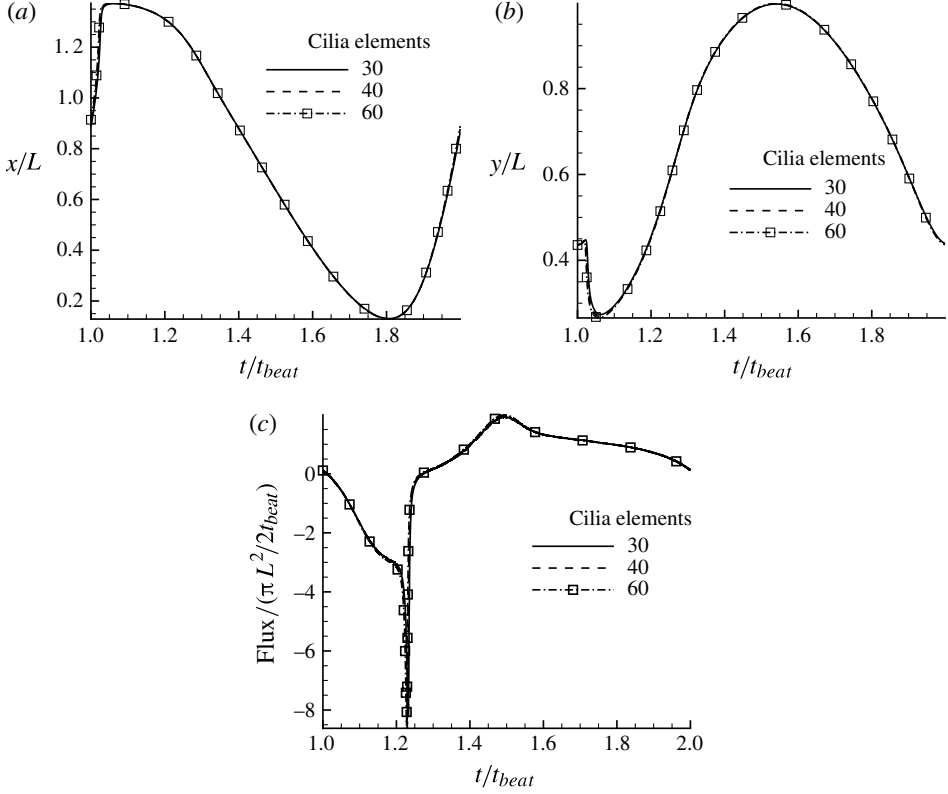 (a)
1.2
1.0
0.8
0.6
0.4
0.2
x/L
Cilia elements
30
40
60
1.0 1.2 1.4 1.6 1.8
t/t_beat
(b)
0.8
0.6
0.4
y/L
Cilia elements
30
40
60
1.0 1.2 1.4 1.6 1.8
t/t_beat
(c)
0
−2
−4
−6
−8
Flux/(π L²/2t_beat)
Cilia elements
30
40
60
1.0 1.2 1.4 1.6 1.8 2.0
t/t_beat